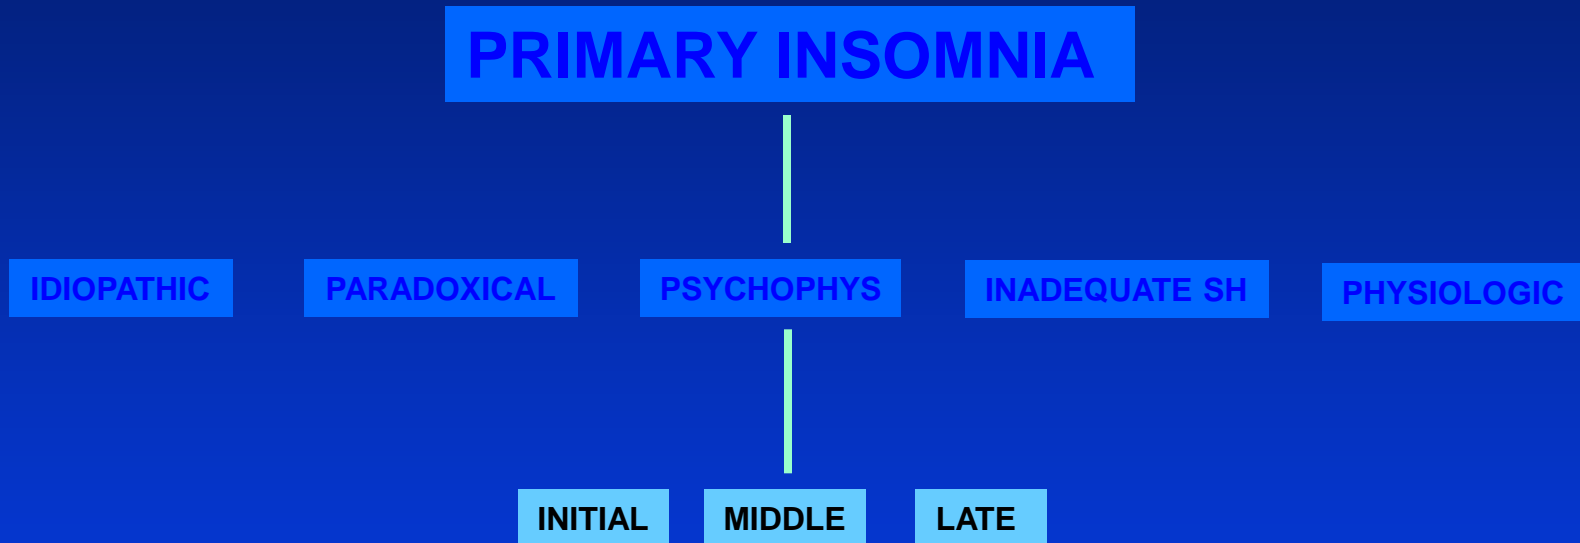 PRIMARY INSOMNIA
IDIOPATHIC PARADOXICAL PSYCHOPHYS INADEQUATE SH PHYSIOLOGIC
INITIAL MIDDLE LATE